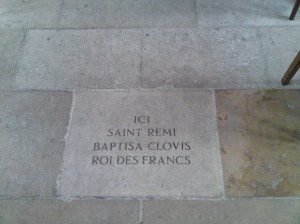 ICI
SAINT REMI
BAPTISA CLOVIS
ROI DES FRANCS